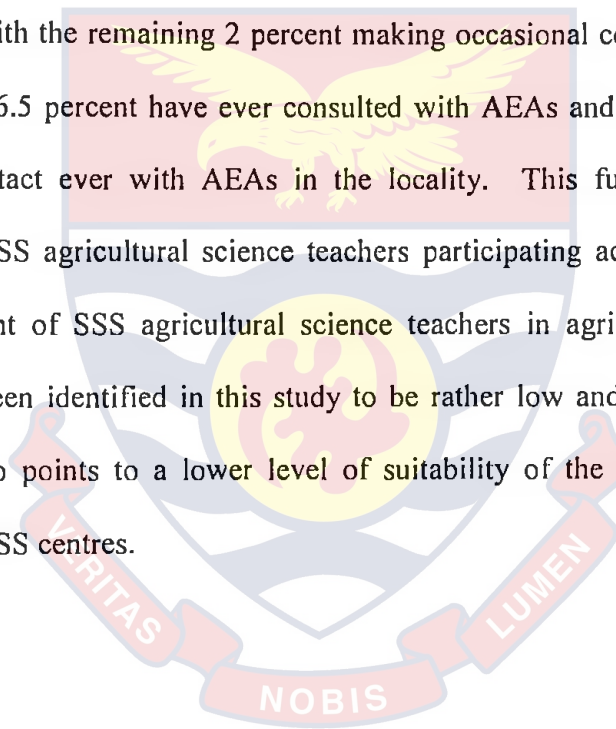 ith the remaining 2 percent making occasional c
6.5 percent have ever consulted with AEAs and
tact ever with AEAs in the locality. This fu
SS agricultural science teachers participating ac
nt of SSS agricultural science teachers in agri
een identified in this study to be rather low and
o points to a lower level of suitability of the
SS centres.
VERITAS
NOBIS
LUMEN